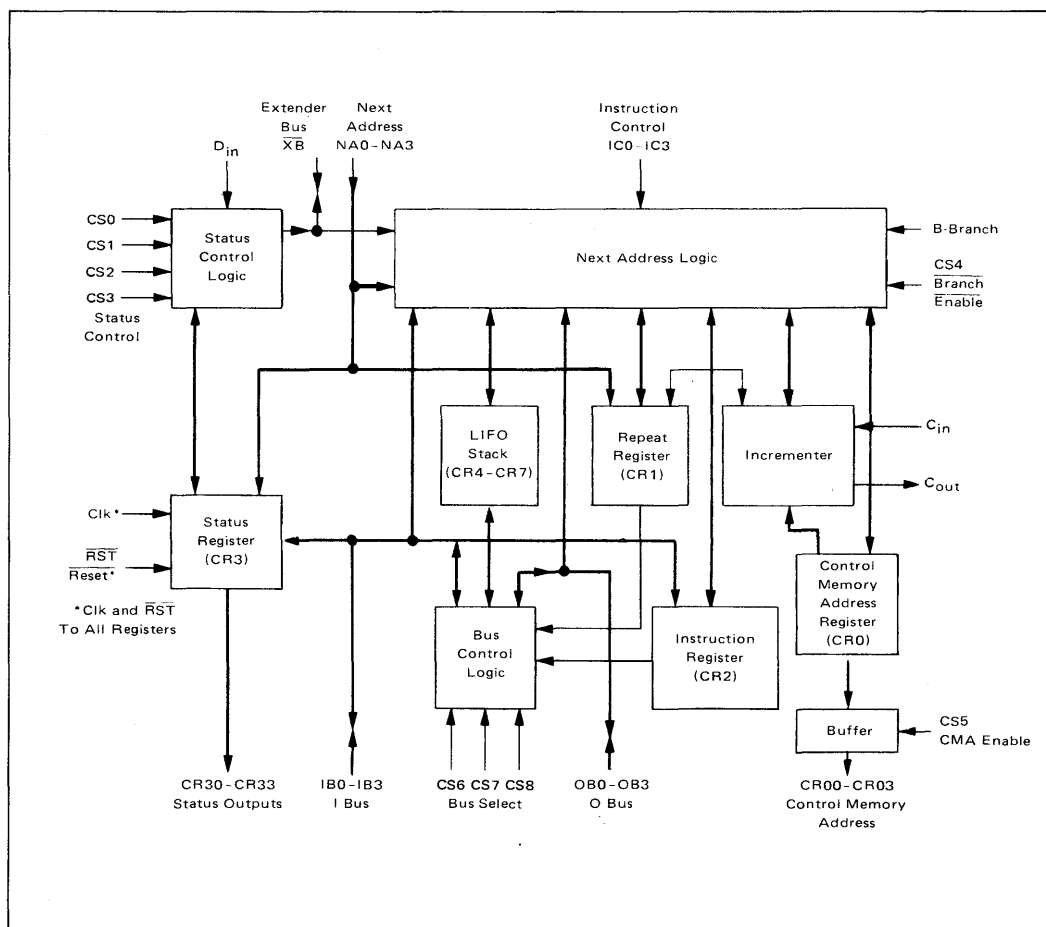 Extender
Bus
XB
Next
Address
NA0-NA3
Instruction
Control
IC0-IC3
Din
CS0
CS1
CS2
CS3
Status
Control
Status
Control
Logic
Next Address Logic
B-Branch
CS4
Branch
Enable
LIFO
Stack
(CR4-CR7)
Repeat
Register
(CR1)
Incrementer
Cin
Cout
Clk*
RST
Reset*
*Clk and RST
To All Registers
Status
Register
(CR3)
Bus
Control
Logic
Instruction
Register
(CR2)
Control
Memory
Address
Register
(CR0)
Buffer
CS5
CMA Enable
CR30-CR33
Status Outputs
IB0-IB3
I Bus
CS6 CS7 CS8
Bus Select
OB0-OB3
O Bus
CR00-CR03
Control Memory
Address